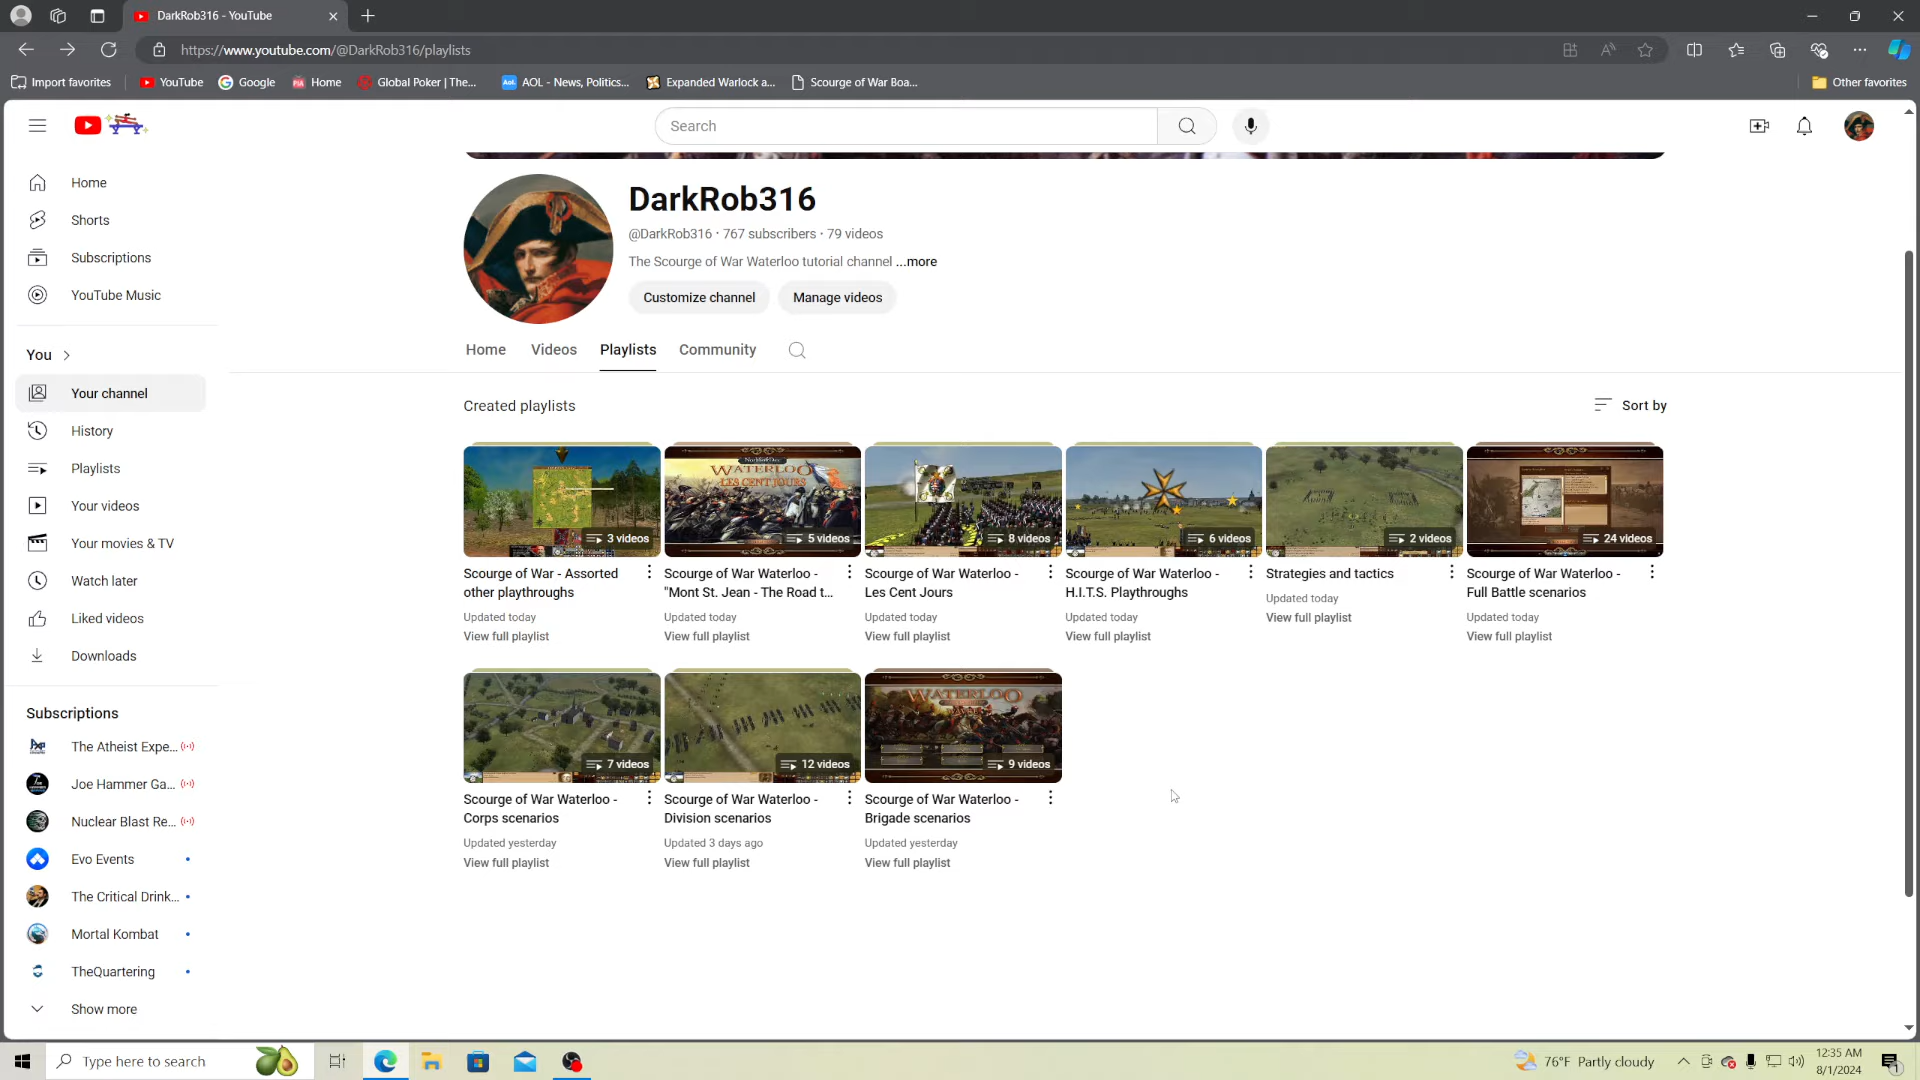 DarkRob316 - YouTube
https://www.youtube.com/@DarkRob316/playlists
Import favorites
YouTube
Google
Home
Global Poker | The...
AOL - News, Politics...
Expanded Warlock a...
Scourge of War Boa...
Other favorites
Search
Home
Shorts
Subscriptions
YouTube Music
You
Your channel
History
Playlists
Your videos
Your movies & TV
Watch later
Liked videos
Downloads
Subscriptions
The Atheist Expe...
Joe Hammer Ga...
Nuclear Blast Re...
Evo Events
The Critical Drink...
Mortal Kombat
TheQuartering
Show more
DarkRob316
@DarkRob316 · 767 subscribers · 79 videos
The Scourge of War Waterloo tutorial channel ...more
Customize channel
Manage videos
Home
Videos
Playlists
Community
Created playlists
Sort by
3 videos
Scourge of War - Assorted
other playthroughs
Updated today
View full playlist
WATERLOO
LES CENT JOURS
5 videos
Scourge of War Waterloo -
"Mont St. Jean - The Road t...
Updated today
View full playlist
8 videos
Scourge of War Waterloo -
Les Cent Jours
Updated today
View full playlist
6 videos
Scourge of War Waterloo -
H.I.T.S. Playthroughs
Updated today
View full playlist
2 videos
Strategies and tactics
Updated today
View full playlist
24 videos
Scourge of War Waterloo -
Full Battle scenarios
Updated today
View full playlist
7 videos
Scourge of War Waterloo -
Corps scenarios
Updated yesterday
View full playlist
12 videos
Scourge of War Waterloo -
Division scenarios
Updated 3 days ago
View full playlist
WATERLOO
9 videos
Scourge of War Waterloo -
Brigade scenarios
Updated yesterday
View full playlist
Type here to search
76°F Partly cloudy
12:35 AM
8/1/2024